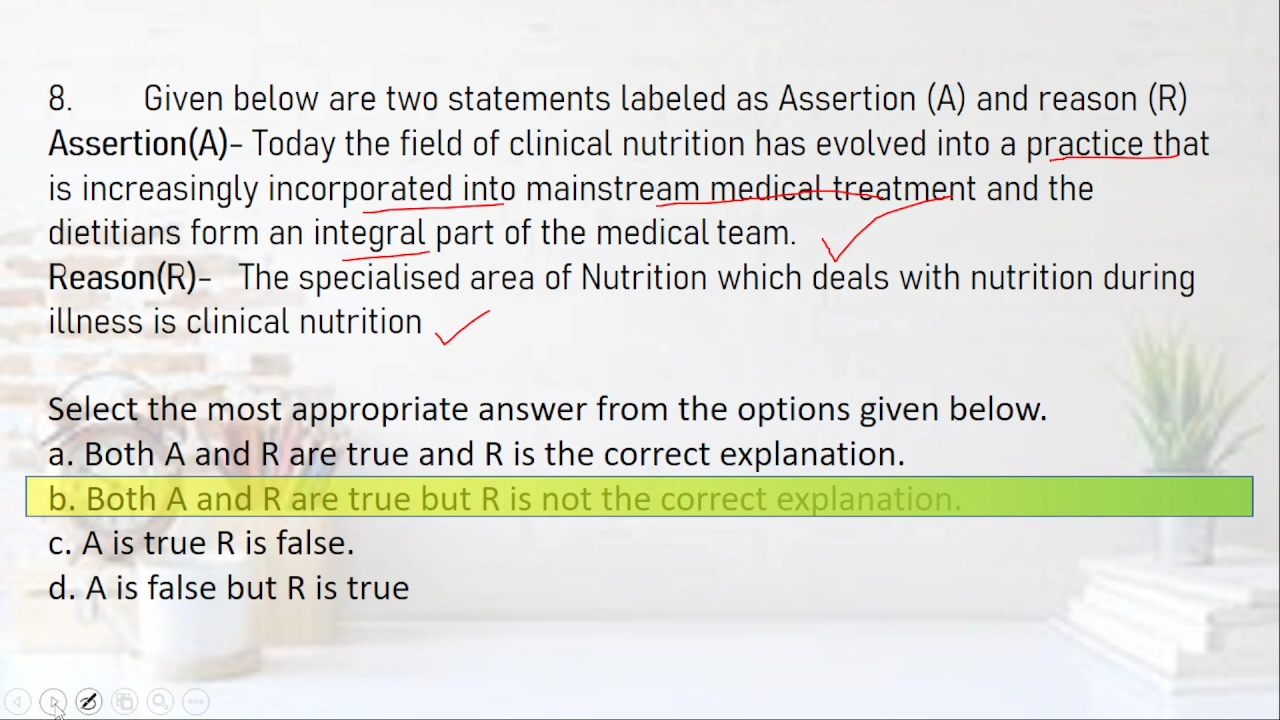 8. Given below are two statements labeled as Assertion (A) and reason (R)
Assertion(A)- Today the field of clinical nutrition has evolved into a practice that
is increasingly incorporated into mainstream medical treatment and the
dietitians form an integral part of the medical team.
Reason(R)- The specialised area of Nutrition which deals with nutrition during
illness is clinical nutrition
Select the most appropriate answer from the options given below.
a. Both A and R are true and R is the correct explanation.
b. Both A and R are true but R is not the correct explanation.
c. A is true R is false.
d. A is false but R is true